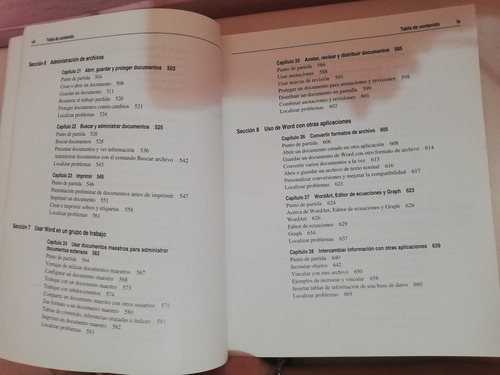 Tabla de contenido
Sección 6 Administración de archivos
Capítulo 21 Abrir, guardar y proteger documentos 503
Punto de partida 504
Crea o abrir un documento 506
Guardar un documento 511
Restaurar el trabajo perdido 520
Proteger documentos contra cambios 521
Localizar problemas 524
Capítulo 22 Buscar y administrar documentos 525
Punto de partida 526
Buscar documentos 528
Presentar documentos y ver información 536
Administrar documentos con el comando Buscar archivo 542
Localizar problemas 543
Capítulo 23 Imprimir 545
Punto de partida 546
Presentación preliminar de documentos antes de imprimir 547
Imprimir un documento 551
Crear e imprimir sobres y etiquetas 558
Localizar problemas 561
Sección 7 Usar Word en un grupo de trabajo
Capítulo 24 Usar documentos maestros para administrar
documentos extensos 563
Punto de partida 564
Ventajas de utilizar documentos maestros 567
Configurar un documento maestro 568
Trabajar con un documento maestro 573
Trabajar con subdocumentos 574
Compartir un documento maestro con otros usuarios
Dar formato a un documento maestro 580
Tablas de contenido, referencias cruzadas e índices
Imprimir un documento maestro 582
Localizar problemas 583
Tabla de contenido
Capítulo 25 Anotar, revisar y distribuir documentos 585
Punto de partida 586
Usar anotaciones 588
Usar marcas de revisión 593
Proteger un documento para anotaciones y revisiones 598
Distribuir un documento en pantalla 599
Combinar anotaciones y revisiones 601
Localizar problemas 602
Sección 8 Uso de Word con otras aplicaciones
Capítulo 26 Convertir formatos de archivo 605
Punto de partida 606
Abrir un documento creado en otra aplicación 608
Guardar un documento de Word con otro formato de archivo 614
Convertir varios documentos a la vez 615
Abrir o guardar un archivo de texto normal 616
Personalizar conversiones y mejorar la compatibilidad 617
Localizar problemas 621
Capítulo 27 WordArt, Editor de ecuaciones y Graph 623
Punto de partida 624
Acerca de WordArt, Editor de ecuaciones y Graph 626
WordArt 626
Editor de ecuaciones 629
Graph 634
Localizar problemas 637
Capítulo 28 Intercambiar información con otras aplicaciones 639
Punto de partida 640
Incrustar objetos 642
Vincular con otro archivo 650
Ejemplos de incrustar y vincular 658
Insertar tablas de información de una base de datos 660
Localizar problemas 669